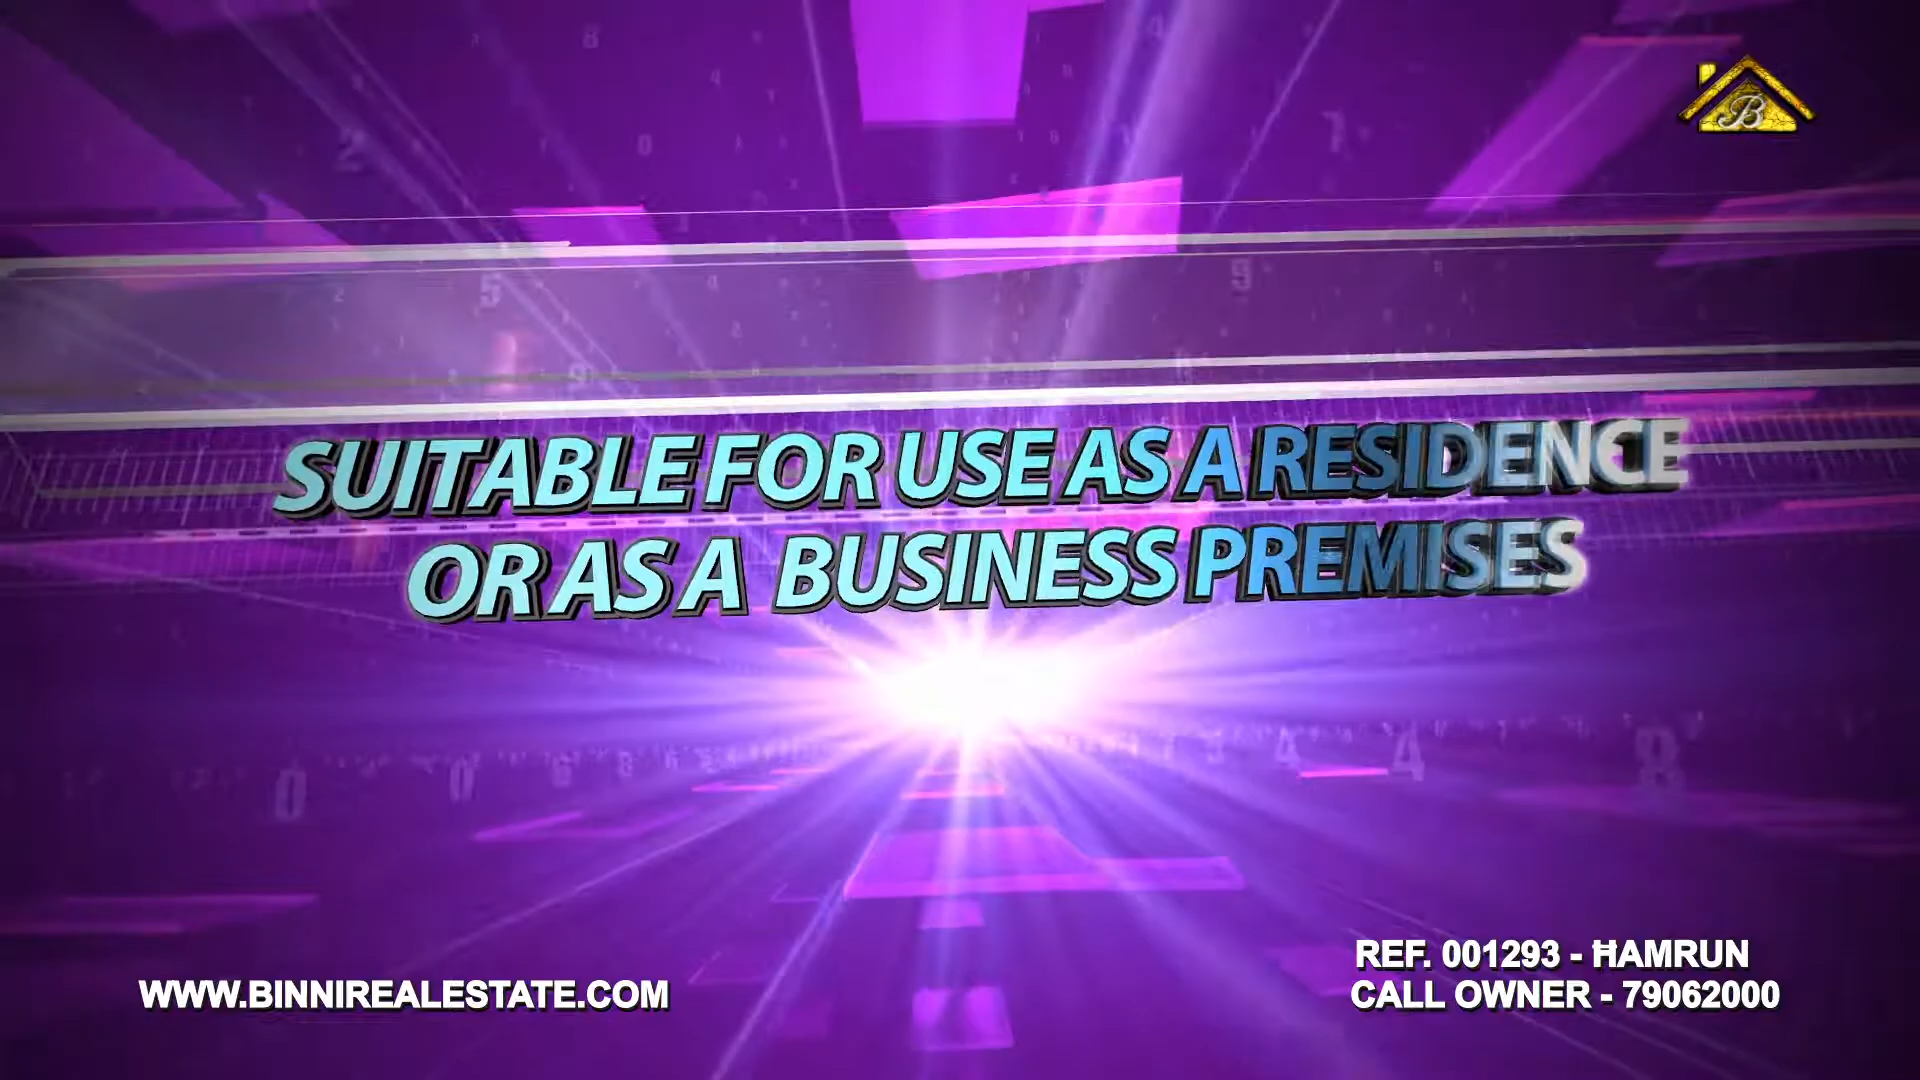 B
SUITABLE FOR USE AS A RESIDENCE
OR AS A BUSINESS PREMISES
REF. 001293 - ĦAMRUN
WWW.BINNIREALESTATE.COM
CALL OWNER - 79062000